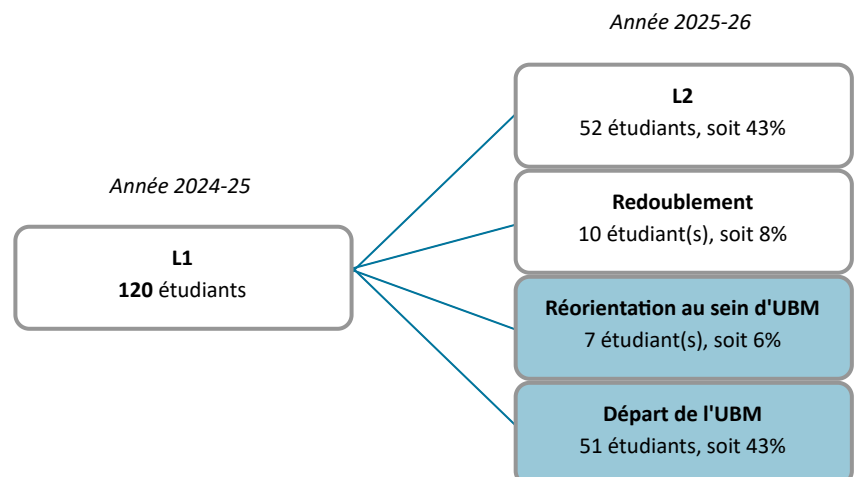 Année 2025-26
L2
52 étudiants, soit 43%
Année 2024-25
Redoublement
10 étudiant(s), soit 8%
L1
120 étudiants
Réorientation au sein d'UBM
7 étudiant(s), soit 6%
Départ de l'UBM
51 étudiants, soit 43%